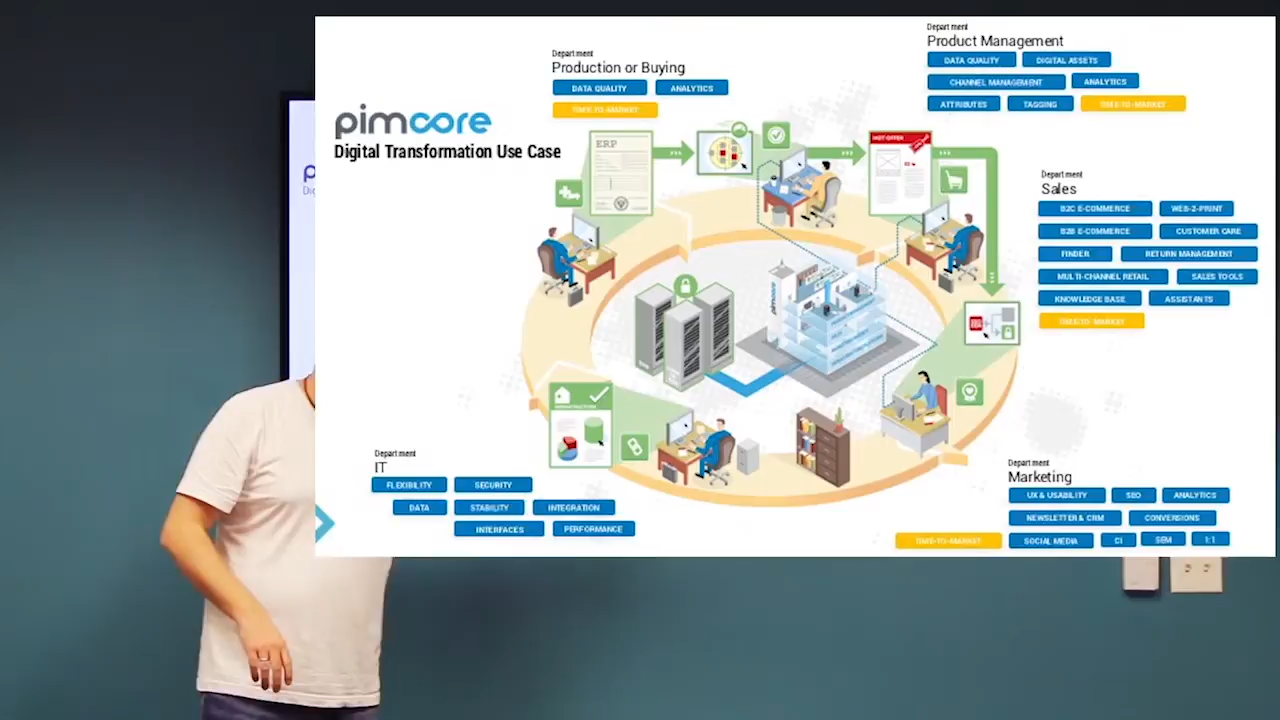 pimcore
Digital Transformation Use Case
Department
Production or Buying
DATA QUALITY
ANALYTICS
TIME-TO-MARKET
Department
Product Management
DATA QUALITY
DIGITAL ASSETS
CHANNEL MANAGEMENT
ANALYTICS
ATTRIBUTES
TAGGING
TIME-TO-MARKET
ERP
HOT OFFER
Department
Sales
B2C E-COMMERCE
WEB-2-PRINT
B2B E-COMMERCE
CUSTOMER CARE
FINDER
RETURN MANAGEMENT
MULTI-CHANNEL RETAIL
SALES TOOLS
KNOWLEDGE BASE
ASSISTANTS
TIME-TO-MARKET
pimcore
INFRASTRUCTURE
Department
IT
FLEXIBILITY
SECURITY
DATA
STABILITY
INTEGRATION
INTERFACES
PERFORMANCE
Department
Marketing
UX & USABILITY
SEO
ANALYTICS
NEWSLETTER & CRM
CONVERSIONS
TIME-TO-MARKET
SOCIAL MEDIA
CI
SEM
1:1